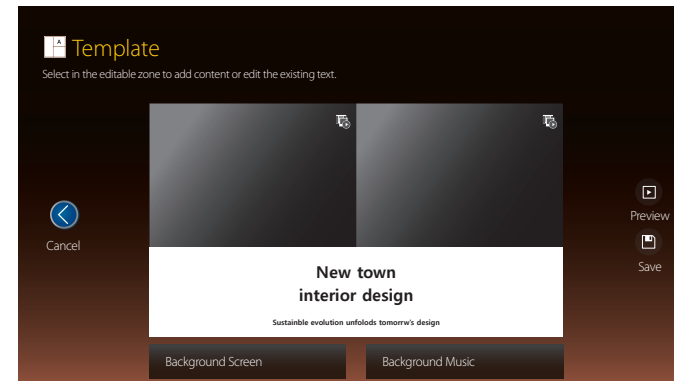 A
Template
Select in the editable zone to add content or edit the existing text.
Cancel
Preview
Save
New town
interior design
Sustainble evolution unfolods tomorrw's design
Background Screen
Background Music